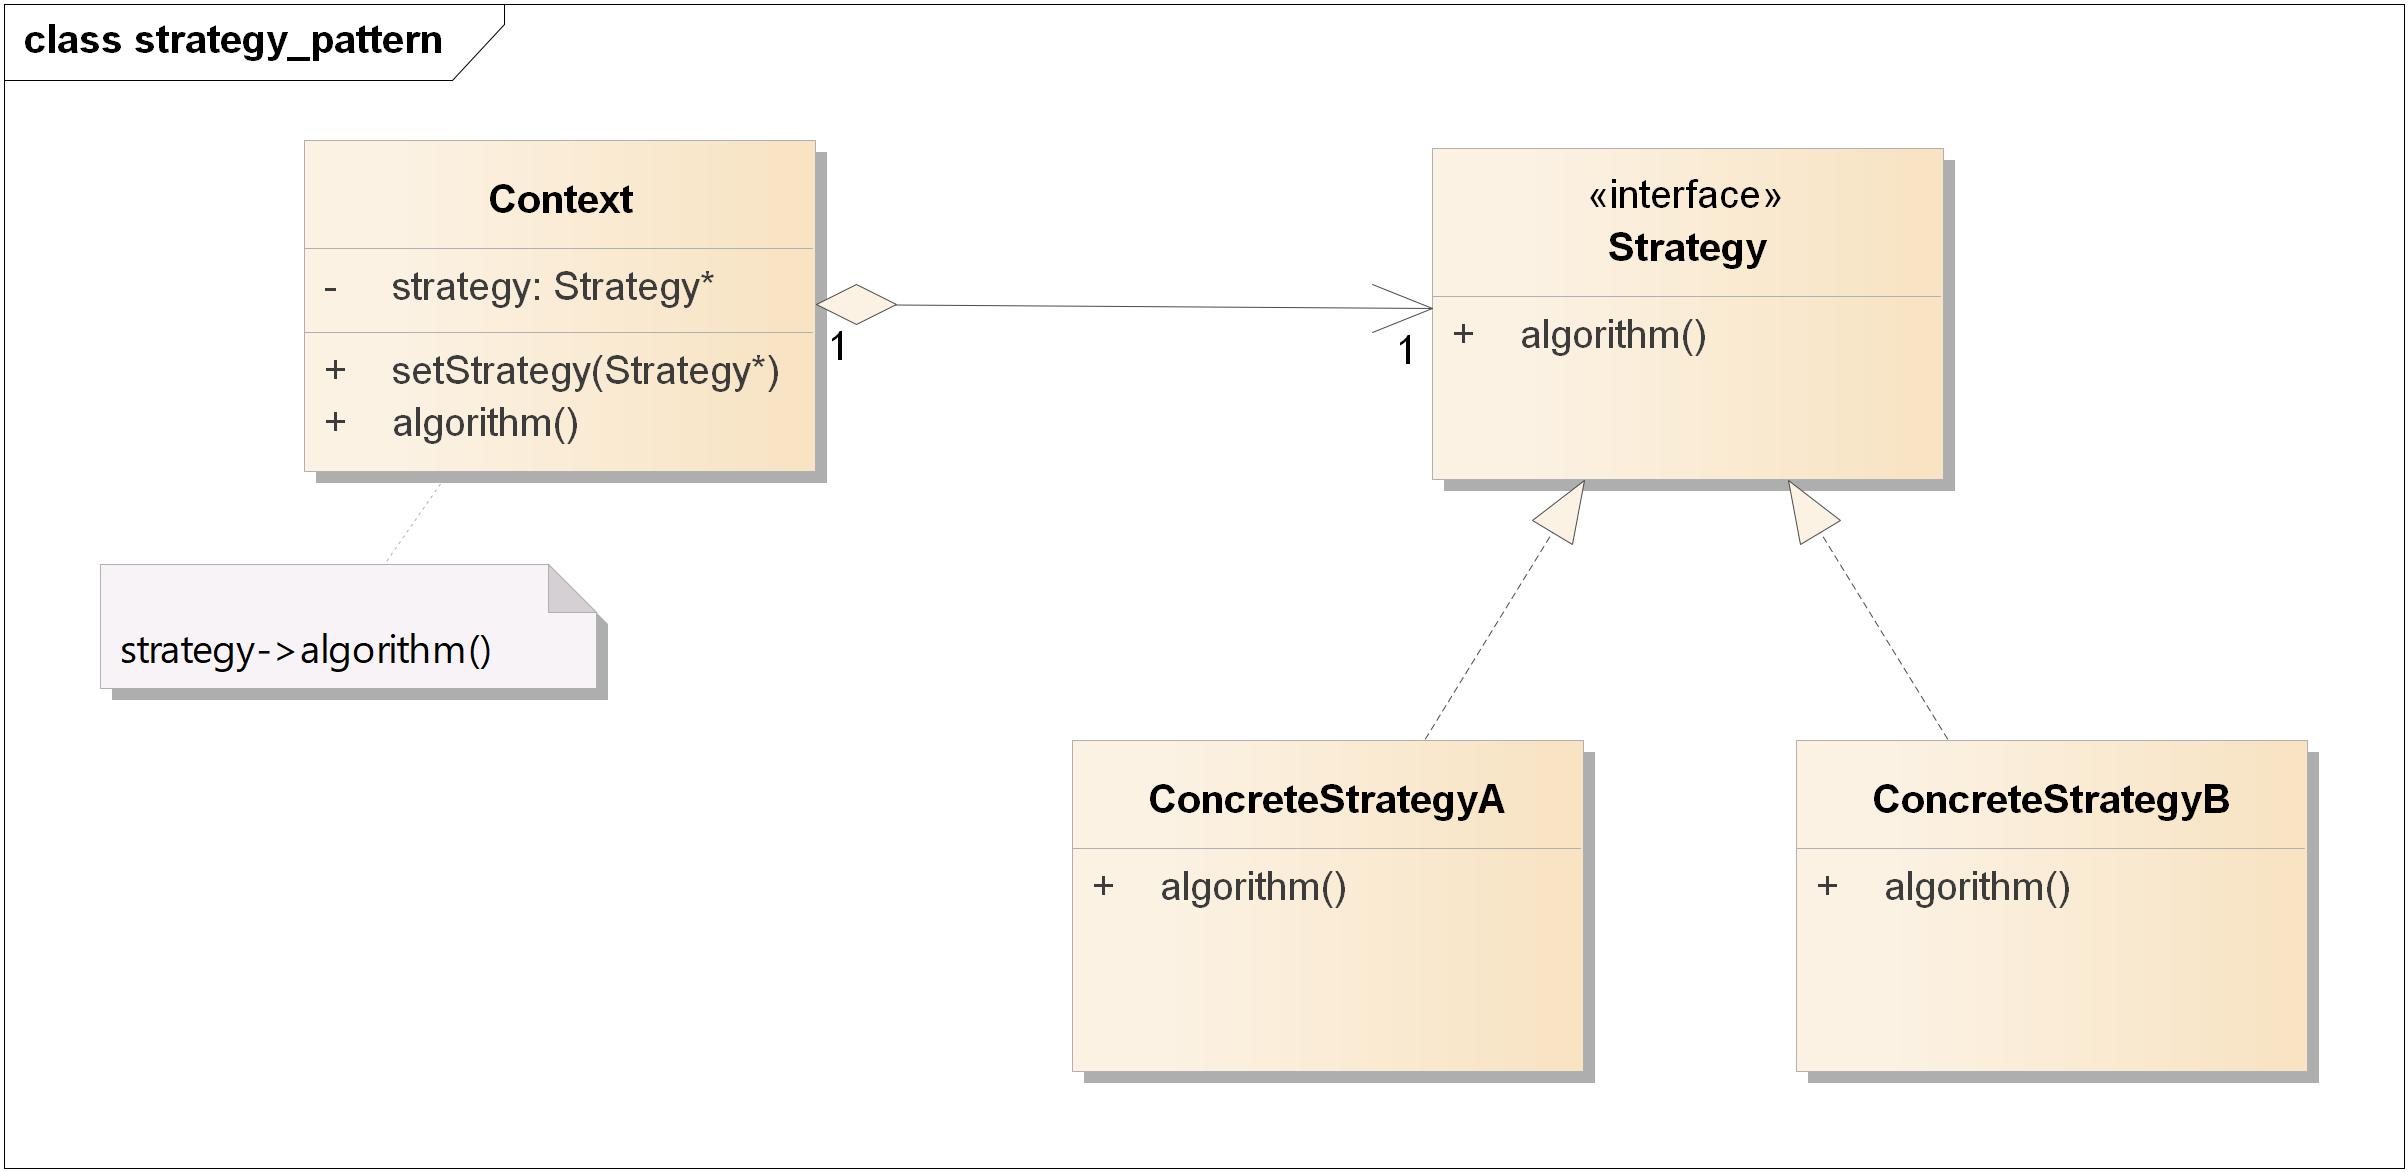 class strategy_pattern
Context
- strategy: Strategy*
+ setStrategy(Strategy*)
+ algorithm()
1
1
«interface»
Strategy
+ algorithm()
strategy->algorithm()
ConcreteStrategyA
+ algorithm()
ConcreteStrategyB
+ algorithm()